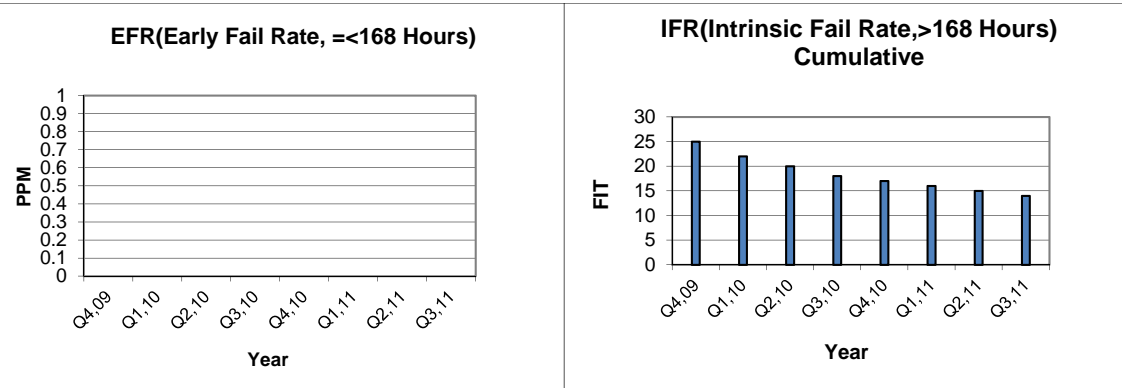 EFR(Early Fail Rate, =<168 Hours)
1
0.9
0.8
0.7
0.6
0.5
0.4
0.3
0.2
0.1
0
PPM
Q4,09 Q1,10 Q2,10 Q3,10 Q4,10 Q1,11 Q2,11 Q3,11
Year
IFR(Intrinsic Fail Rate,>168 Hours)
Cumulative
30
25
20
15
10
5
0
FIT
Q4,09 Q1,10 Q2,10 Q3,10 Q4,10 Q1,11 Q2,11 Q3,11
Year